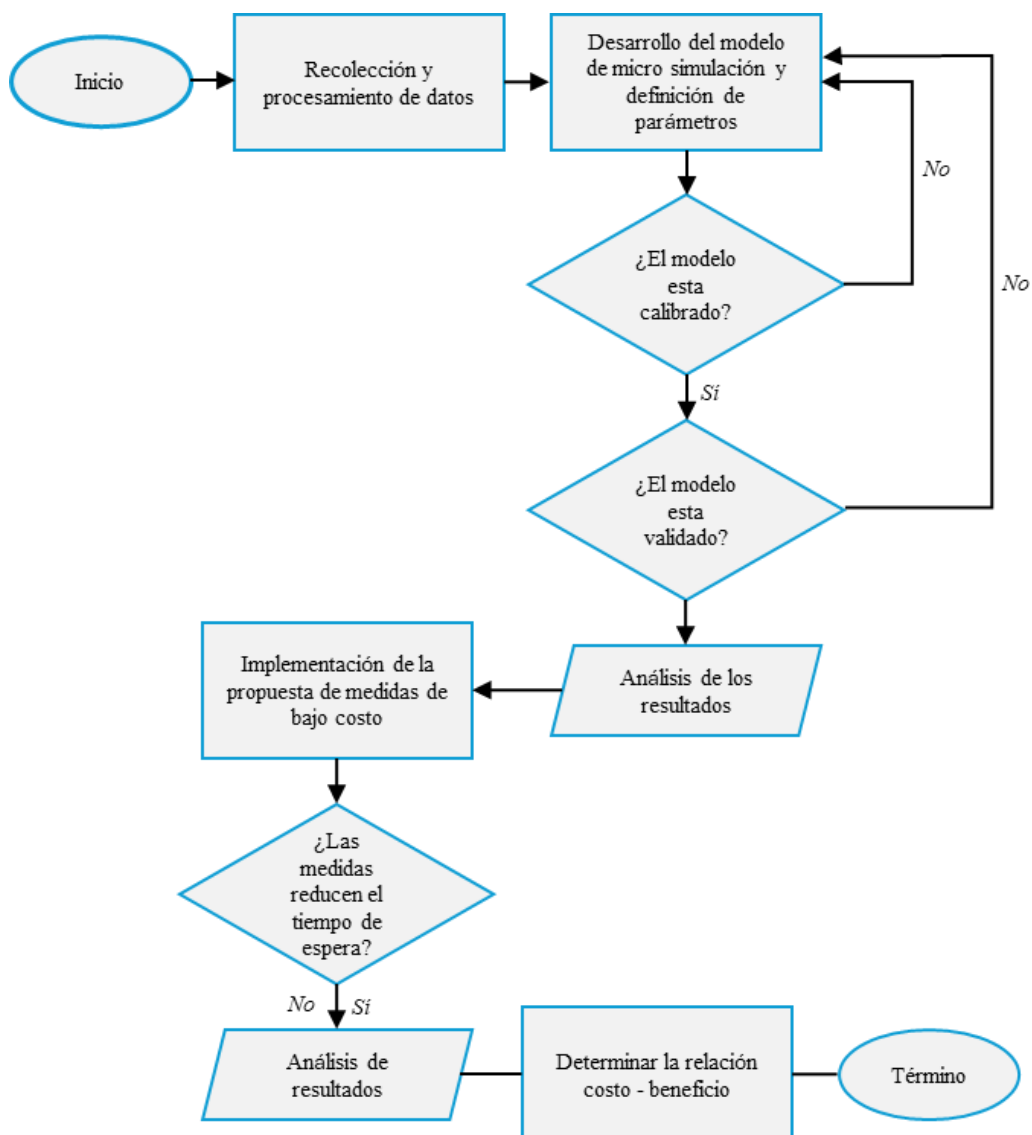 Inicio
Recolección y
procesamiento de datos
Desarrollo del modelo
de micro simulación y
definición de
parámetros
No
¿El modelo
esta
calibrado?
No
Sí
¿El modelo
esta
validado?
Análisis de los
resultados
Implementación de la
propuesta de medidas de
bajo costo
¿Las
medidas
reducen el
tiempo de
espera?
No Sí
Análisis de
resultados
Determinar la relación
costo - beneficio
Término